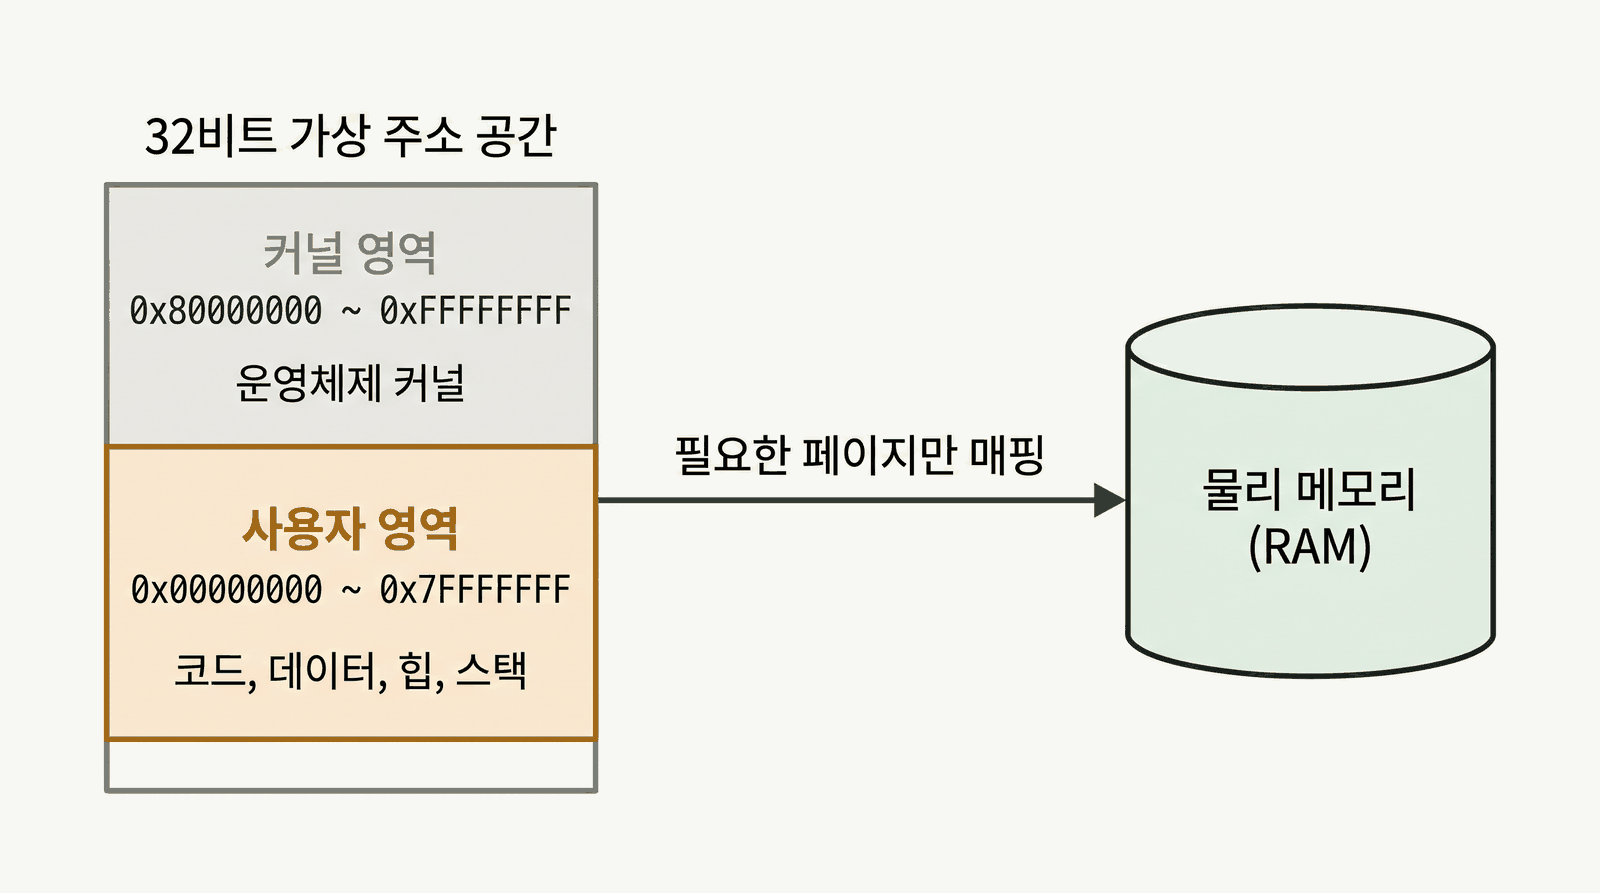 32비트 가상 주소 공간
커널 영역
0x80000000 ~ 0xFFFFFFFF
운영체제 커널
사용자 영역
0x00000000 ~ 0x7FFFFFFF
코드, 데이터, 힙, 스택
필요한 페이지만 매핑
물리 메모리
(RAM)